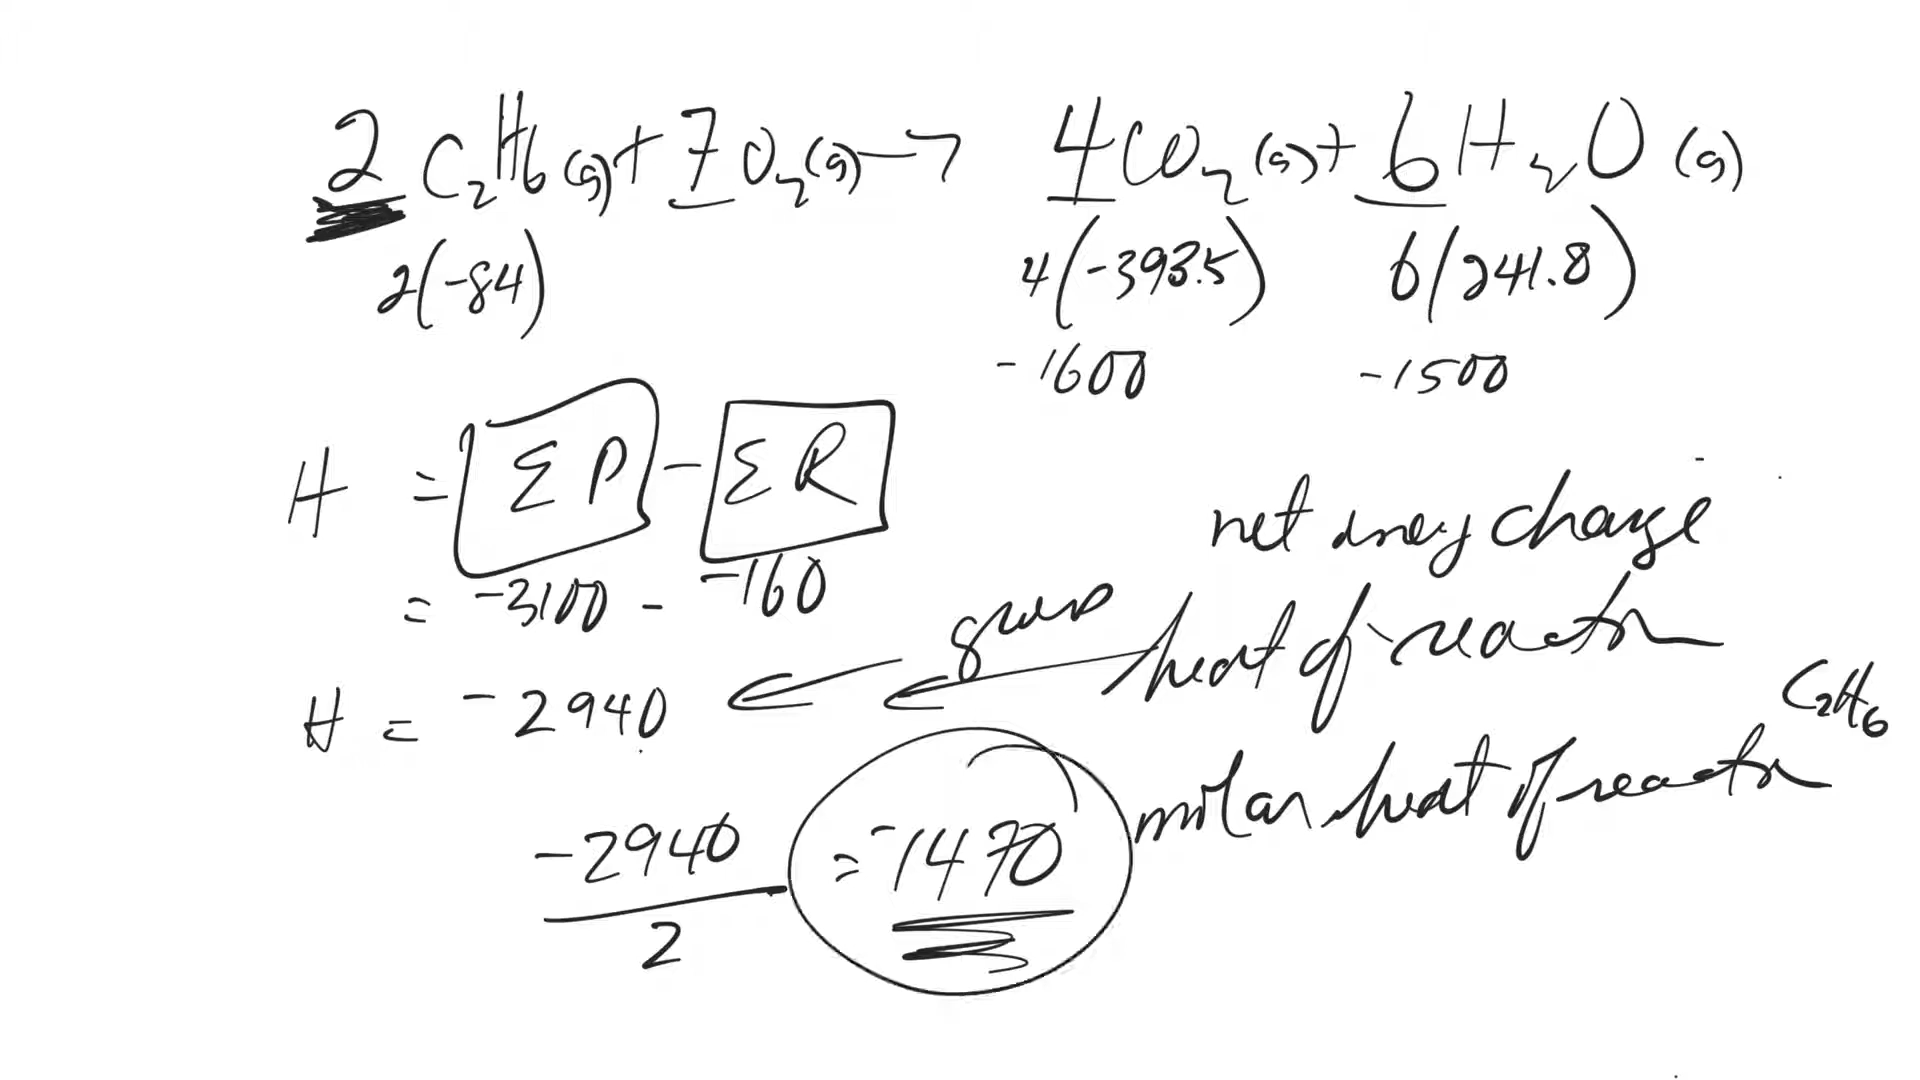 2 C₂H₆(g) + 7 O₂(g) → 4 CO₂(g) + 6 H₂O (g)
2(-84) 4(-393.5) 6(241.8)
-1600 -1500
H = ΣP - ΣR
net energy change
= -3100 - -160
heat of reaction
H = -2940
C₂H₆
molar heat of reaction
-2940 / 2 = -1470